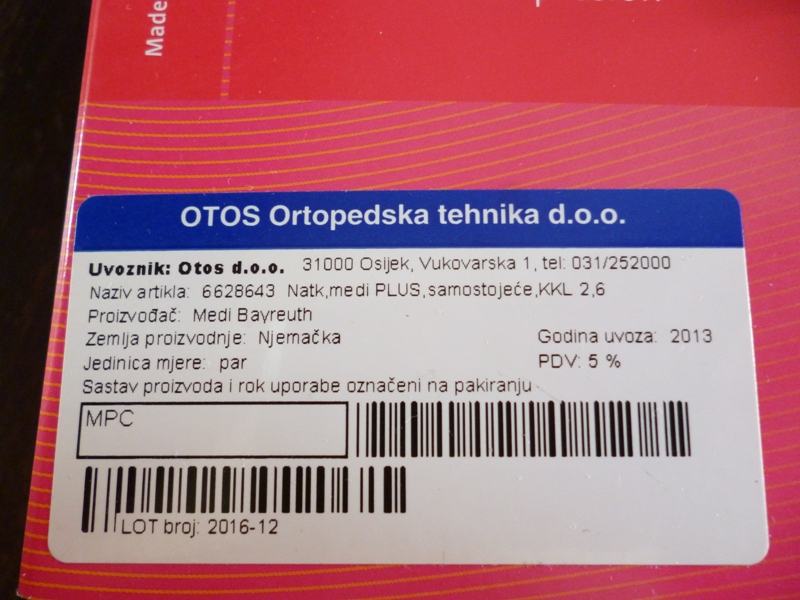 Made
OTOS Ortopedska tehnika d.o.o.
Uvoznik: Otos d.o.o. 31000 Osijek, Vukovarska 1, tel: 031/252000
Naziv artikla: 6628643 Natk,medi PLUS,samostojeće,KKL 2,6
Proizvođač: Medi Bayreuth
Zemlja proizvodnje: Njemačka Godina uvoza: 2013
Jedinica mjere: par PDV: 5 %
Sastav proizvoda i rok uporabe označeni na pakiranju
MPC
LOT broj: 2016-12